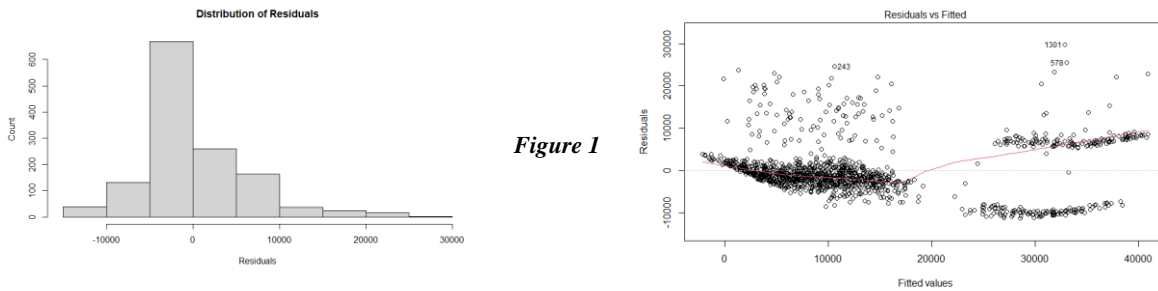 Distribution of Residuals
Count
0 100 200 300 400 500 600
-10000 0 10000 20000 30000
Residuals
Figure 1
Residuals vs Fitted
Residuals
-10000 0 10000 20000 30000
1301
578
243
0 10000 20000 30000 40000
Fitted values